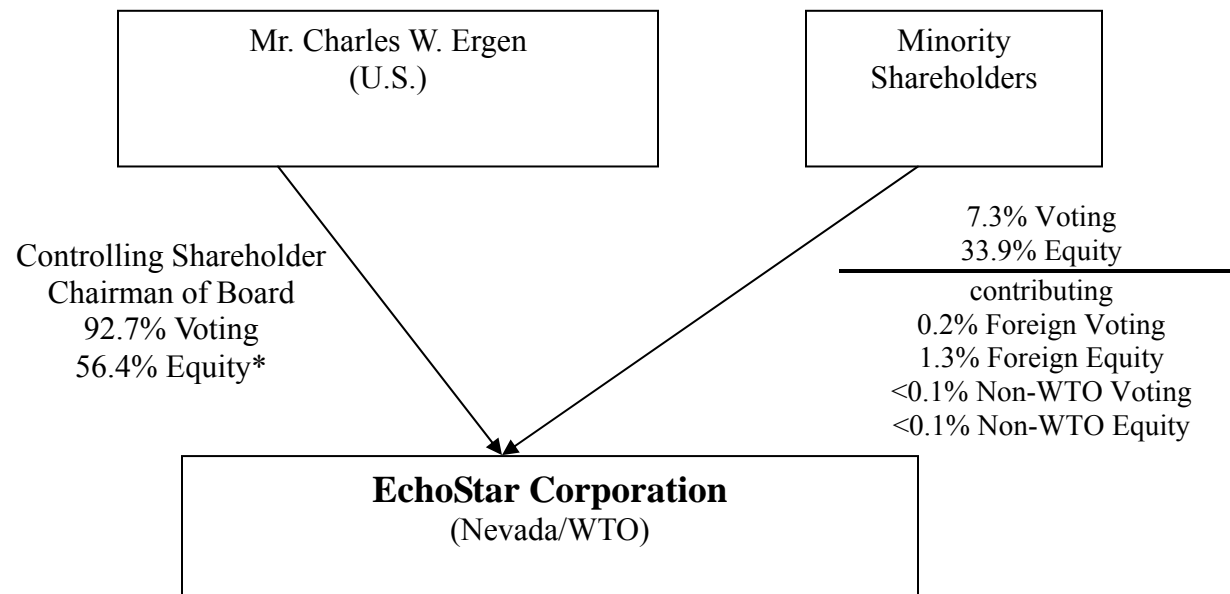 Mr. Charles W. Ergen
(U.S.)
Minority
Shareholders
Controlling Shareholder
Chairman of Board
92.7% Voting
56.4% Equity*
7.3% Voting
33.9% Equity
contributing
0.2% Foreign Voting
1.3% Foreign Equity
<0.1% Non-WTO Voting
<0.1% Non-WTO Equity
EchoStar Corporation
(Nevada/WTO)